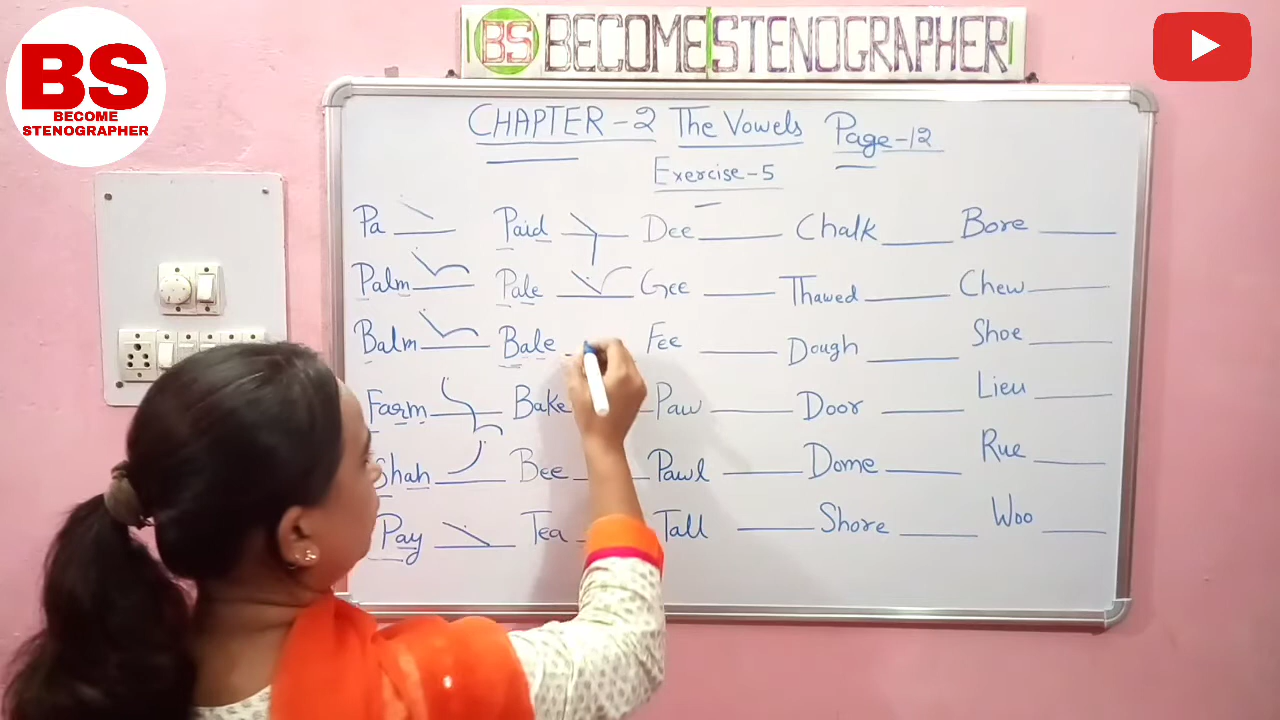 BS
BECOME
STENOGRAPHER
BS BECOME STENOGRAPHER
CHAPTER - 2 The Vowels Page-12
Exercise-5
Pa Paid Dee Chalk Bore
Palm Pale Gee Thawed Chew
Balm Bale Fee Dough Shoe
Farm Bake Paw Door Lieu
Shah Bee Pawl Dome Rue
Pay Tea Tall Shore Woo